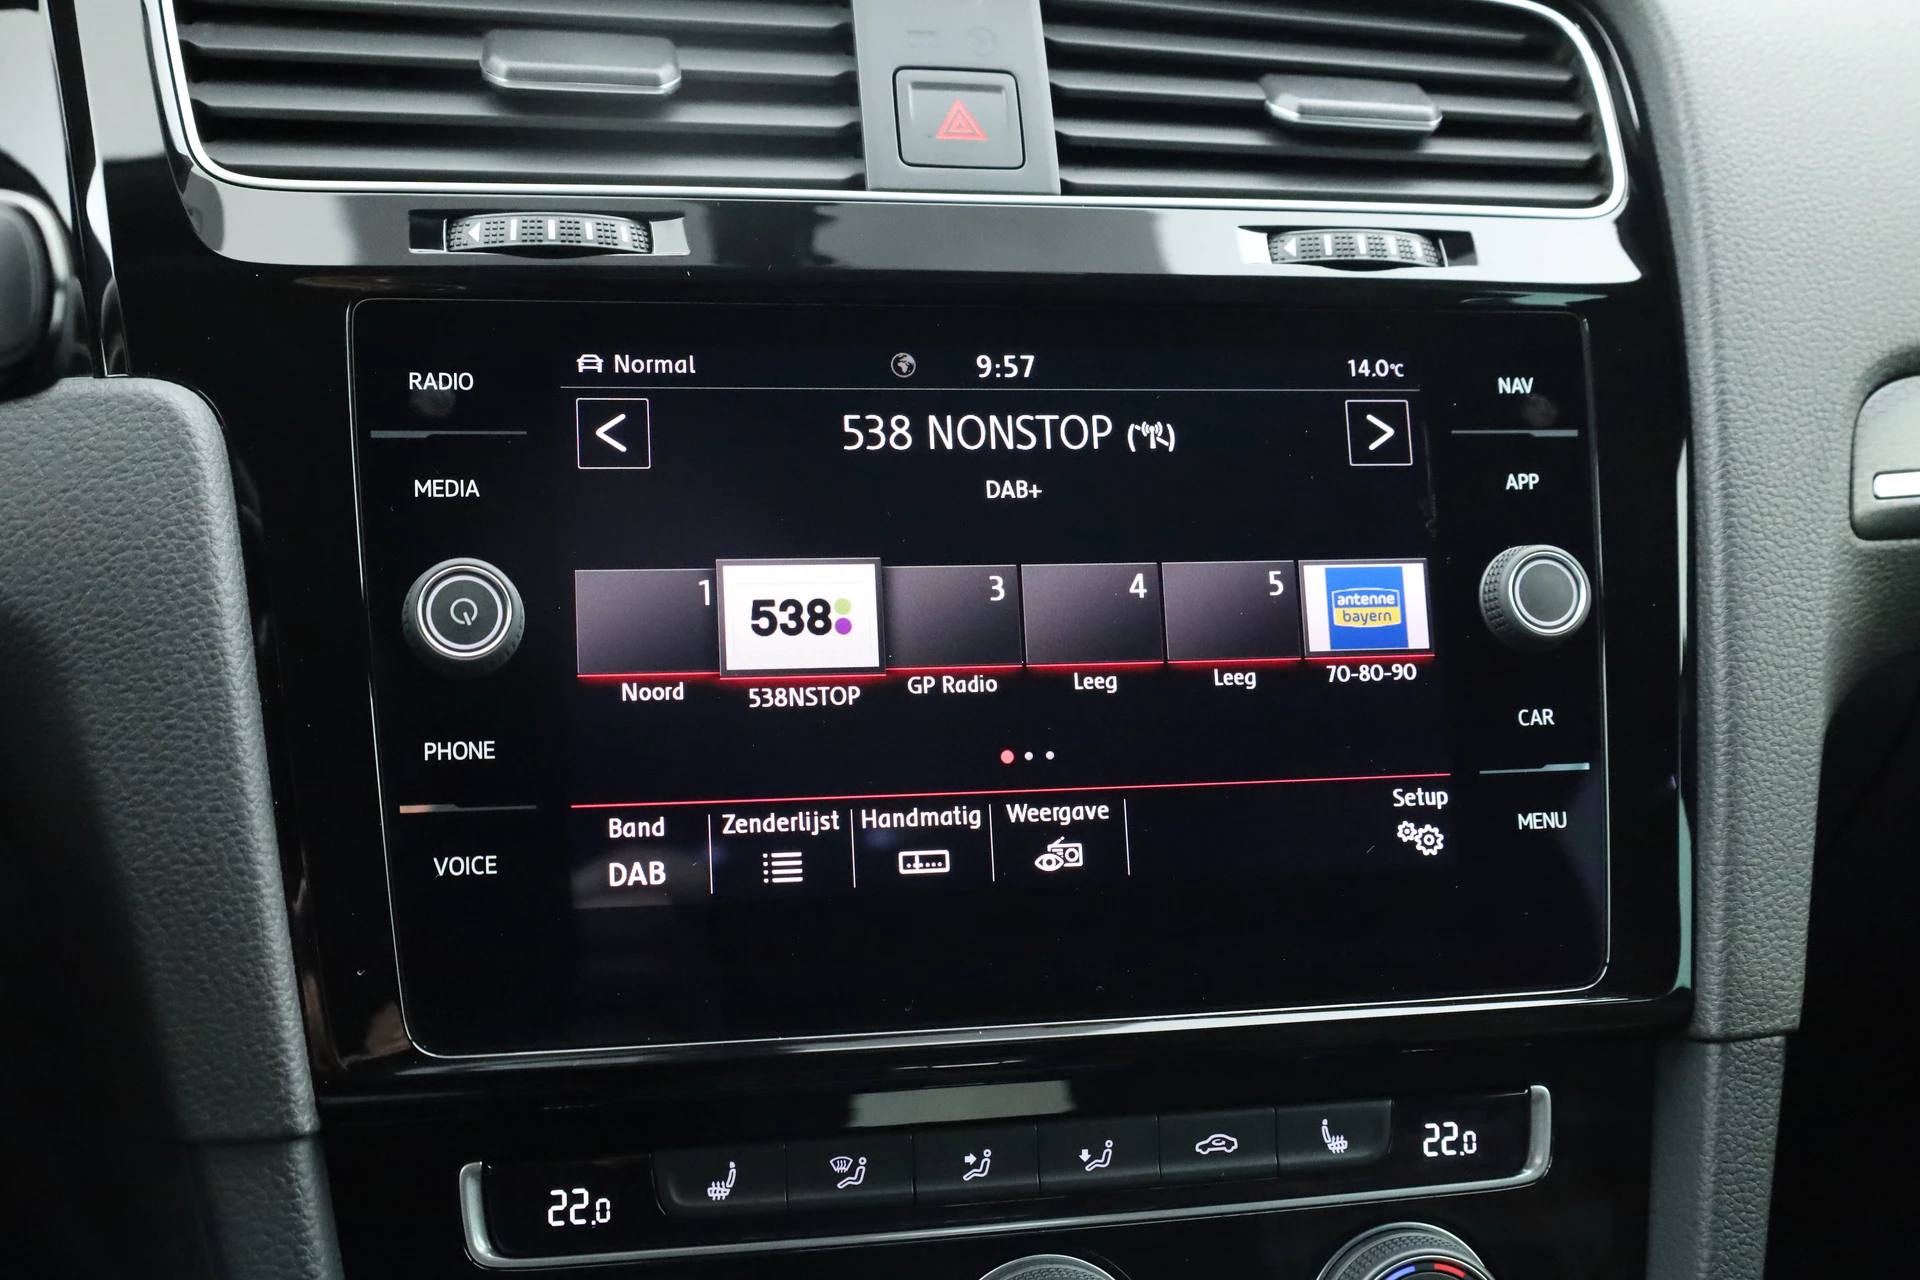 RADIO
MEDIA
PHONE
VOICE
Normal
9:57
14.0°C
<
538 NONSTOP
>
DAB+
1
538
3
4
5
antenne
bayern
Noord
538NSTOP
GP Radio
Leeg
Leeg
70-80-90
Band
DAB
Zenderlijst
Handmatig
Weergave
Setup
NAV
APP
CAR
MENU
22.0
22.0